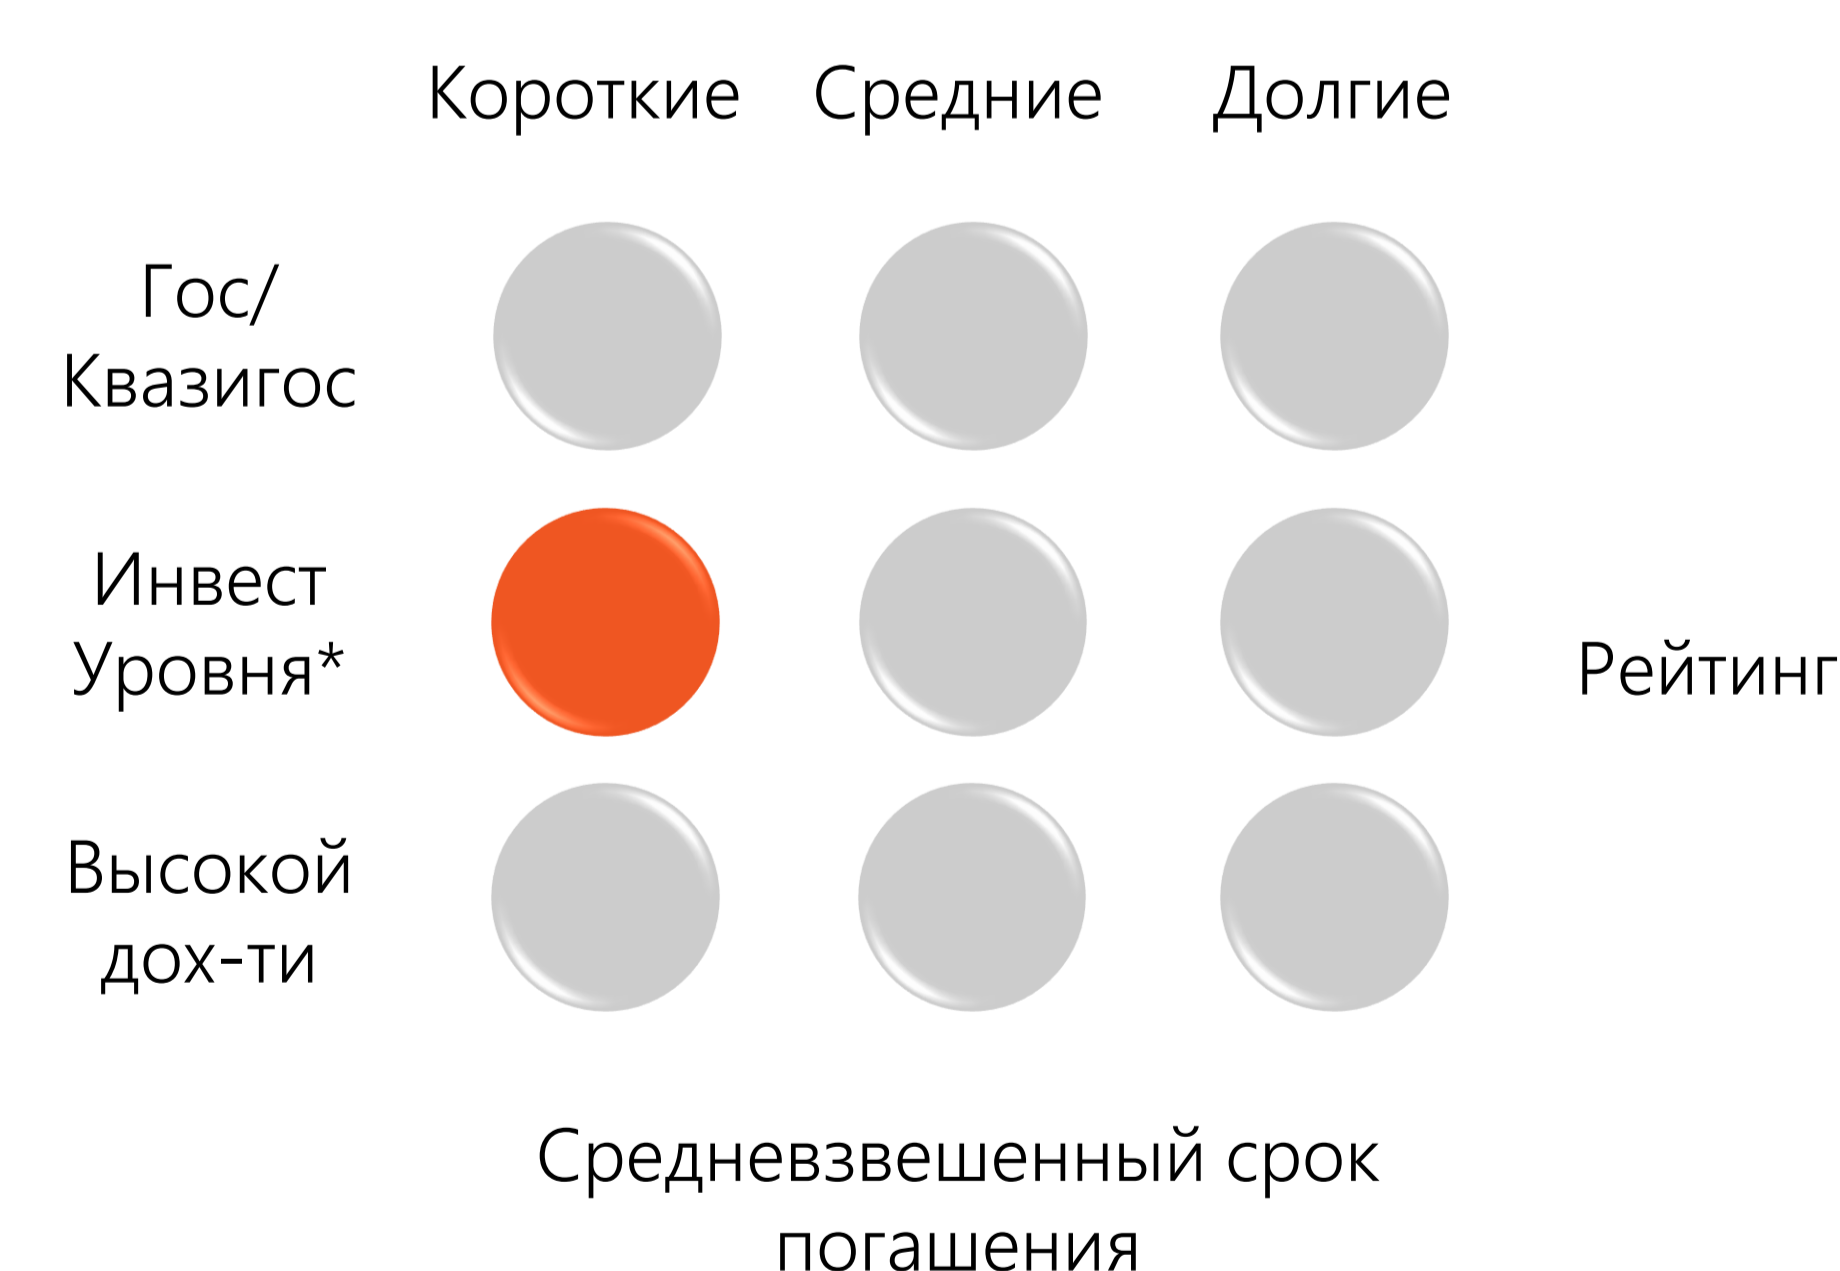 Короткие Средние Долгие
Гос/
Квазигос
Инвест
Уровня*
Рейтинг
Высокой
дох-ти
Средневзвешенный срок
погашения